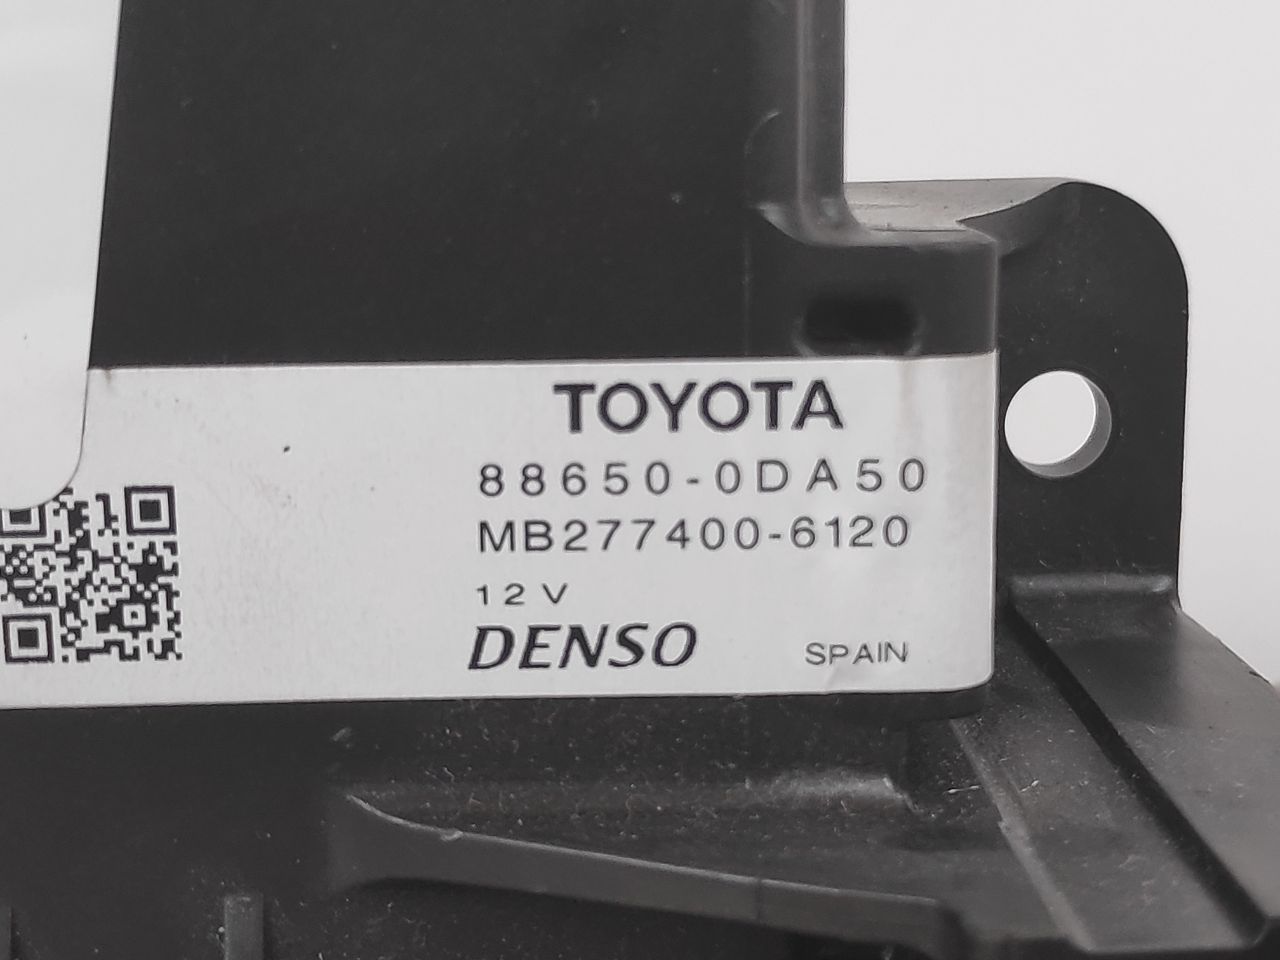 TOYOTA
88650-0DA50
MB277400-6120
12V
DENSO SPAIN